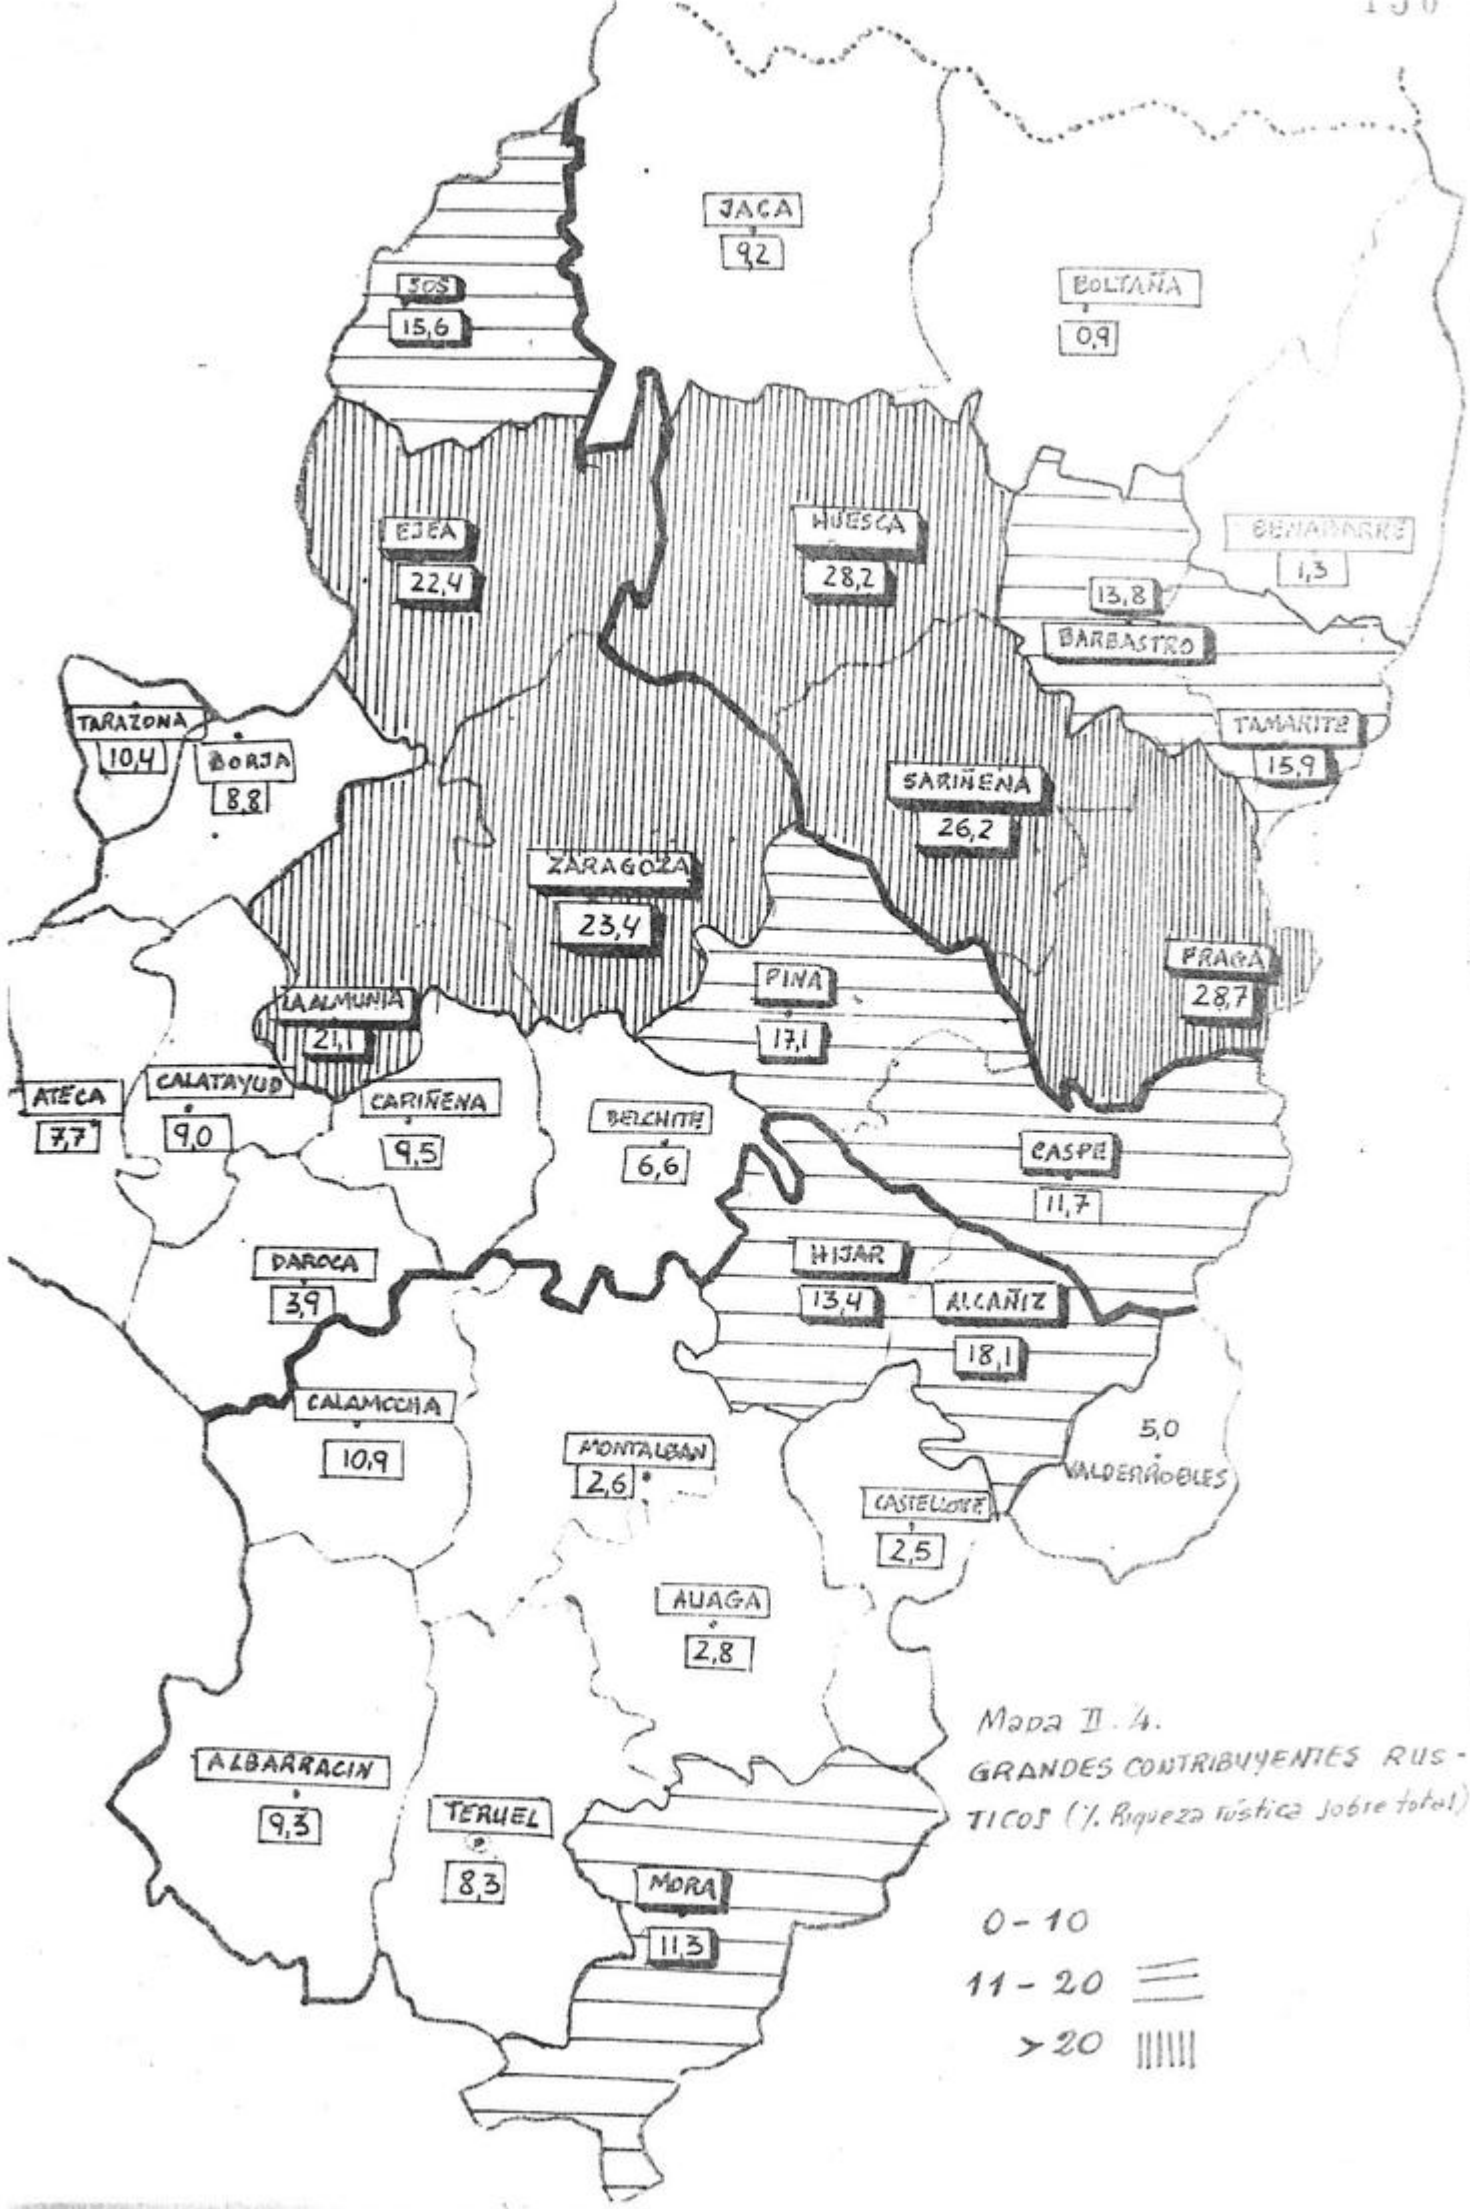 JACA
9,2
BOLTAÑA
0,9
SOS
15,6
EJEA
22,4
HUESCA
28,2
BENABARRE
1,3
13,8
BARBASTRO
TARAZONA
10,4
BORJA
8,8
TAMARITE
15,9
SARIÑENA
26,2
ZARAGOZA
23,4
FRAGA
28,7
PINA
17,1
LA ALMUNIA
21,1
ATECA
7,7
CALATAYUD
9,0
CARIÑENA
9,5
BELCHITE
6,6
CASPE
11,7
DAROCA
3,9
HIJAR
13,4
ALCAÑIZ
18,1
CALAMOCHA
10,9
MONTALBAN
2,6
5,0
VALDERROBLES
CASTELLOTE
2,5
ALIAGA
2,8
ALBARRACIN
9,3
TERUEL
8,3
MORA
11,3
Mapa II.4.
GRANDES CONTRIBUYENTES RUS-
TICOS (% Riqueza rústica sobre total)
0-10
11-20
>20